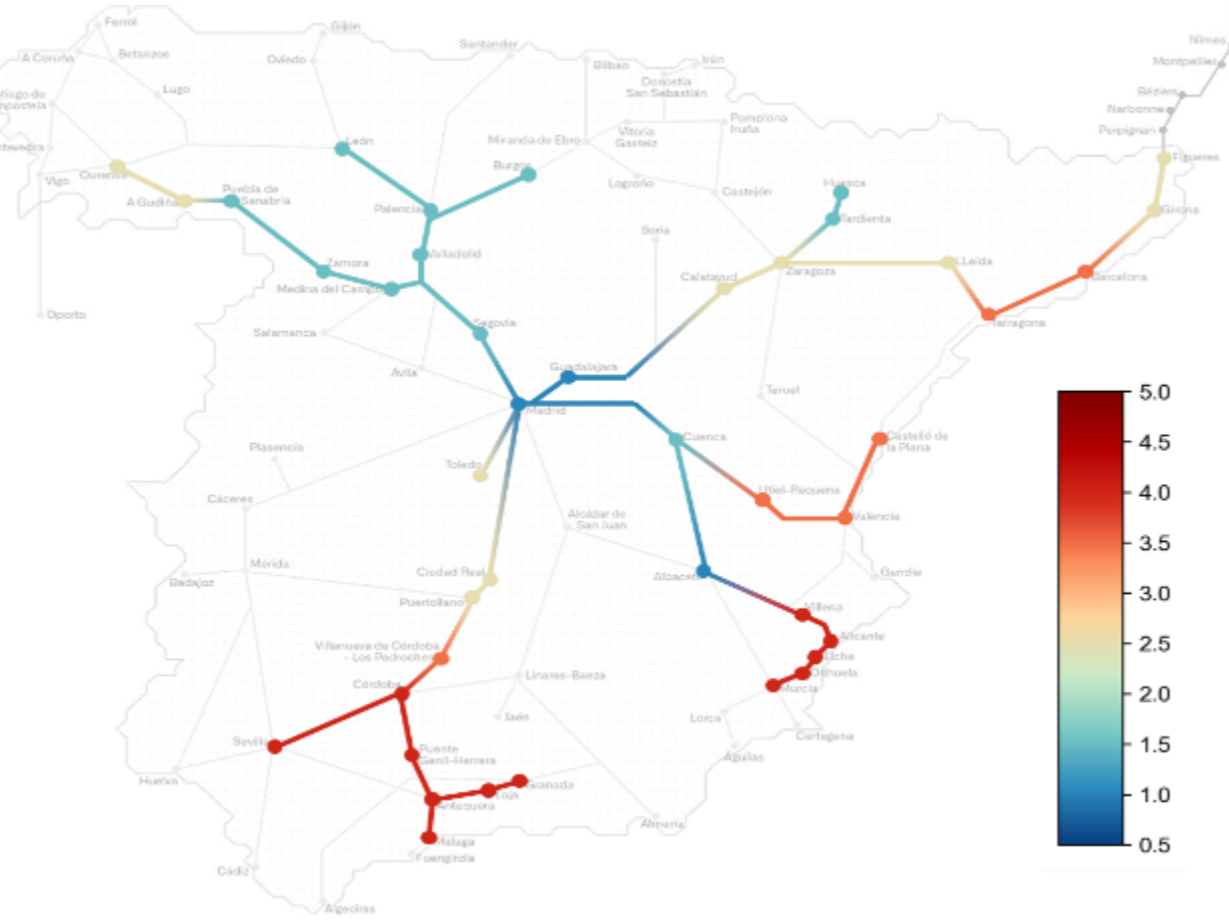 Ferrol
Gijón
A Coruña
Betanzos
Oviedo
Santander
Bilbao
Irún
Donostia
San Sebastián
Nimes
Montpellier
Béziers
Narbonne
Perpignan
Figueres
Girona
Lugo
León
Miranda de Ebro
Vitoria
Gasteiz
Pamplona
Iruña
Burgos
Logroño
Castejón
Vigo
Ourense
A Gudiña
Puebla de
Sanabria
Palencia
Huesca
Tardienta
Soria
Valladolid
Zamora
Medina del Campo
Calatayud
Zaragoza
LLeida
Barcelona
Tarragona
Oporto
Salamanca
Segovia
Avila
Guadalajara
Madrid
Teruel
Cuenca
Castelló de
la Plana
Plasencia
Toledo
Utiel-Requena
Valencia
Cáceres
Alcázar de
San Juan
Mérida
Badajoz
Ciudad Real
Albacete
Gandia
Puertollano
Villena
Alicante
Elche
Orihuela
Murcia
Villanueva de Córdoba
- Los Pedroches
Córdoba
Linares-Baeza
Jaén
Lorca
Cartagena
Águilas
Sevilla
Puente
Genil-Herrera
Huelva
Granada
Loja
Antequera
Almería
Málaga
Fuengirola
Cádiz
Algeciras
5.0
4.5
4.0
3.5
3.0
2.5
2.0
1.5
1.0
0.5